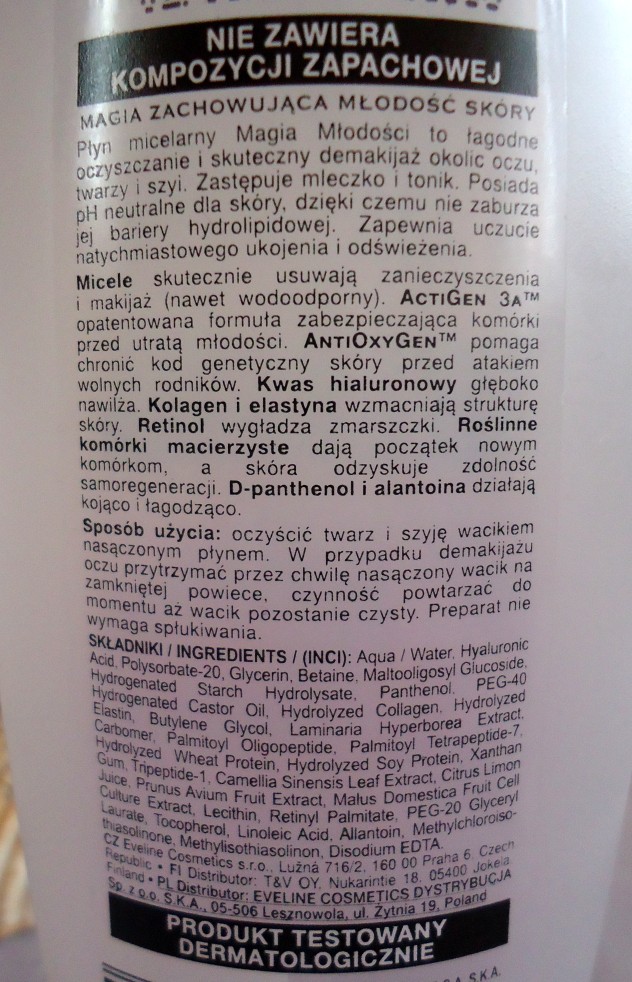 NIE ZAWIERA
KOMPOZYCJI ZAPACHOWEJ
MAGIA ZACHOWUJĄCA MŁODOŚĆ SKÓRY
Płyn micelarny Magia Młodości to łagodne
oczyszczanie i skuteczny demakijaż okolic oczu,
twarzy i szyi. Zastępuje mleczko i tonik. Posiada
pH neutralne dla skóry, dzięki czemu nie zaburza
jej bariery hydrolipidowej. Zapewnia uczucie
natychmiastowego ukojenia i odświeżenia.
Micele skutecznie usuwają zanieczyszczenia
i makijaż (nawet wodoodporny). ACTIGEN 3A™
opatentowana formuła zabezpieczająca komórki
przed utratą młodości. ANTIOXYGEN™ pomaga
chronić kod genetyczny skóry przed atakiem
wolnych rodników. Kwas hialuronowy głęboko
nawilża. Kolagen i elastyna wzmacniają strukturę
skóry. Retinol wygładza zmarszczki. Roślinne
komórki macierzyste dają początek nowym
komórkom, a skóra odzyskuje zdolność
samoregeneracji. D-panthenol i alantoina działają
kojąco i łagodząco.
Sposób użycia: oczyścić twarz i szyję wacikiem
nasączonym płynem. W przypadku demakijażu
oczu przytrzymać przez chwilę nasączony wacik na
zamkniętej powiece, czynność powtarzać do
momentu aż wacik pozostanie czysty. Preparat nie
wymaga spłukiwania.
SKŁADNIKI / INGREDIENTS / (INCI): Aqua / Water, Hyaluronic
Acid, Polysorbate-20, Glycerin, Betaine, Maltooligosyl Glucoside,
Hydrogenated Starch Hydrolysate, Panthenol, PEG-40
Hydrogenated Castor Oil, Hydrolyzed Collagen, Hydrolyzed
Elastin, Butylene Glycol, Laminaria Hyperborea Extract,
Carbomer, Palmitoyl Oligopeptide, Palmitoyl Tetrapeptide-7,
Hydrolyzed Wheat Protein, Hydrolyzed Soy Protein, Xanthan
Gum, Tripeptide-1, Camellia Sinensis Leaf Extract, Citrus Limon
Juice, Prunus Avium Fruit Extract, Malus Domestica Fruit Cell
Culture Extract, Lecithin, Retinyl Palmitate, PEG-20 Glyceryl
Laurate, Tocopherol, Linoleic Acid, Allantoin, Methylchloroiso-
thiasolinone, Methylisothiasolinon, Disodium EDTA.
CZ Eveline Cosmetics s.r.o., Lužná 716/2, 160 00 Praha 6, Czech
Republic • FI Distributor: T&V OY, Nukarintie 18, 05400 Jokela
Finland • PL Distributor: EVELINE COSMETICS DYSTRYBUCJA
Sp. z o.o. S.K.A., 05-506 Lesznowola, ul. Żytnia 19, Poland
PRODUKT TESTOWANY
DERMATOLOGICZNIE
S.K.A.